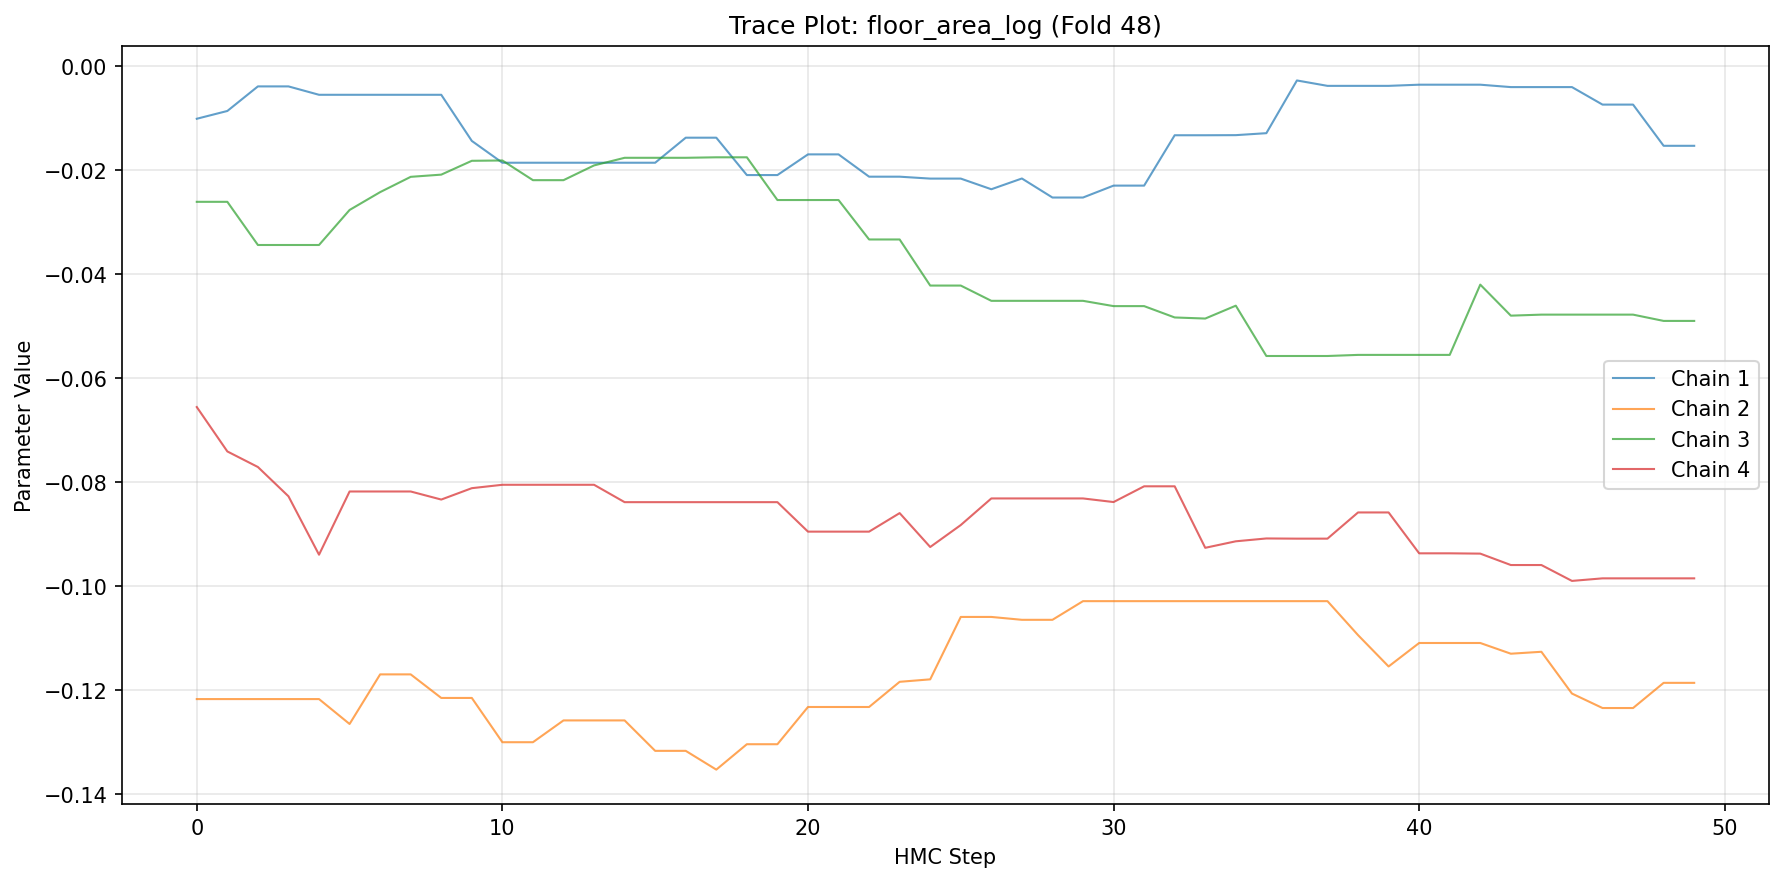 Trace Plot: floor_area_log (Fold 48)
0.00
−0.02
−0.04
−0.06
−0.08
−0.10
−0.12
−0.14
Parameter Value
Chain 1
Chain 2
Chain 3
Chain 4
0 10 20 30 40 50
HMC Step